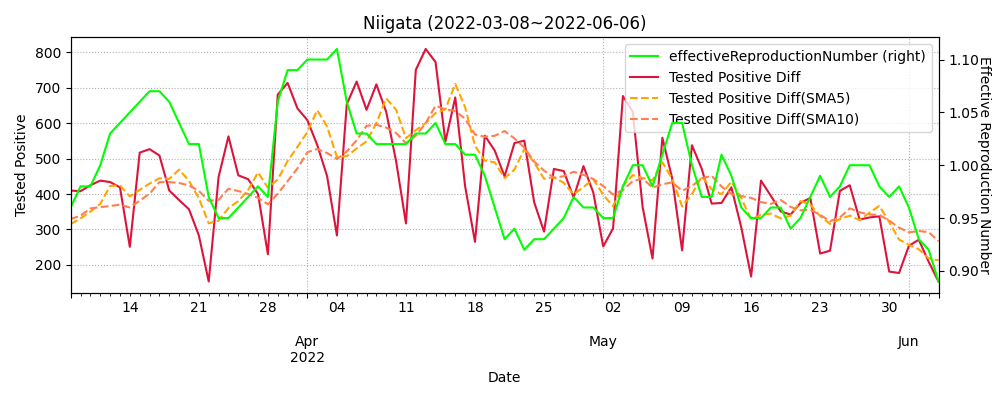 Niigata (2022-03-08~2022-06-06)
effectiveReproductionNumber (right)
Tested Positive Diff
Tested Positive Diff(SMA5)
Tested Positive Diff(SMA10)
Tested Positive
800
700
600
500
400
300
200
1.10
1.05
1.00
0.95
0.90
Effective Reproduction Number
14 21 28 04 11 18 25 02 09 16 23 30
Apr May Jun
2022
Date